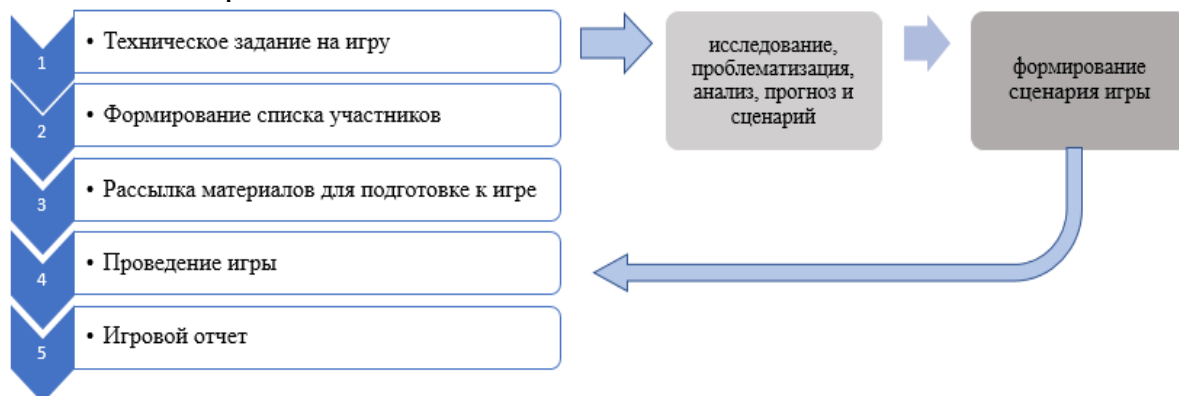 1
• Техническое задание на игру
2
• Формирование списка участников
3
• Рассылка материалов для подготовке к игре
4
• Проведение игры
5
• Игровой отчет
исследование,
проблематизация,
анализ, прогноз и
сценарий
формирование
сценария игры